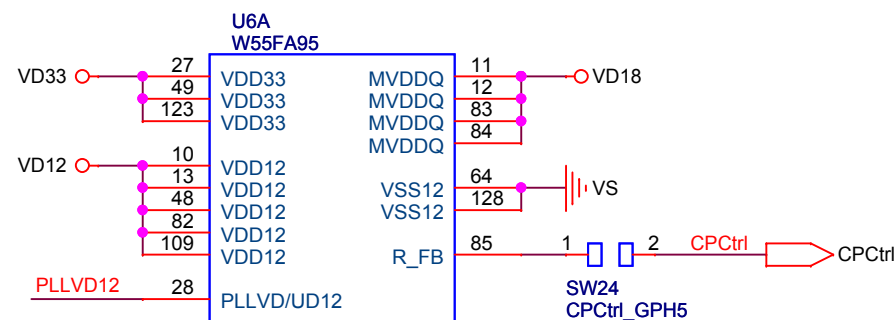 U6A
W55FA95
VD33
27
VDD33
49
VDD33
123
VDD33
11
MVDDQ
VD18
12
MVDDQ
83
MVDDQ
84
MVDDQ
VD12
10
VDD12
13
VDD12
48
VDD12
82
VDD12
109
VDD12
64
VSS12
VS
128
VSS12
85
R_FB
1
2
CPCtrl
CPCtrl
SW24
CPCtrl_GPH5
PLLVD12
28
PLLVD/UD12